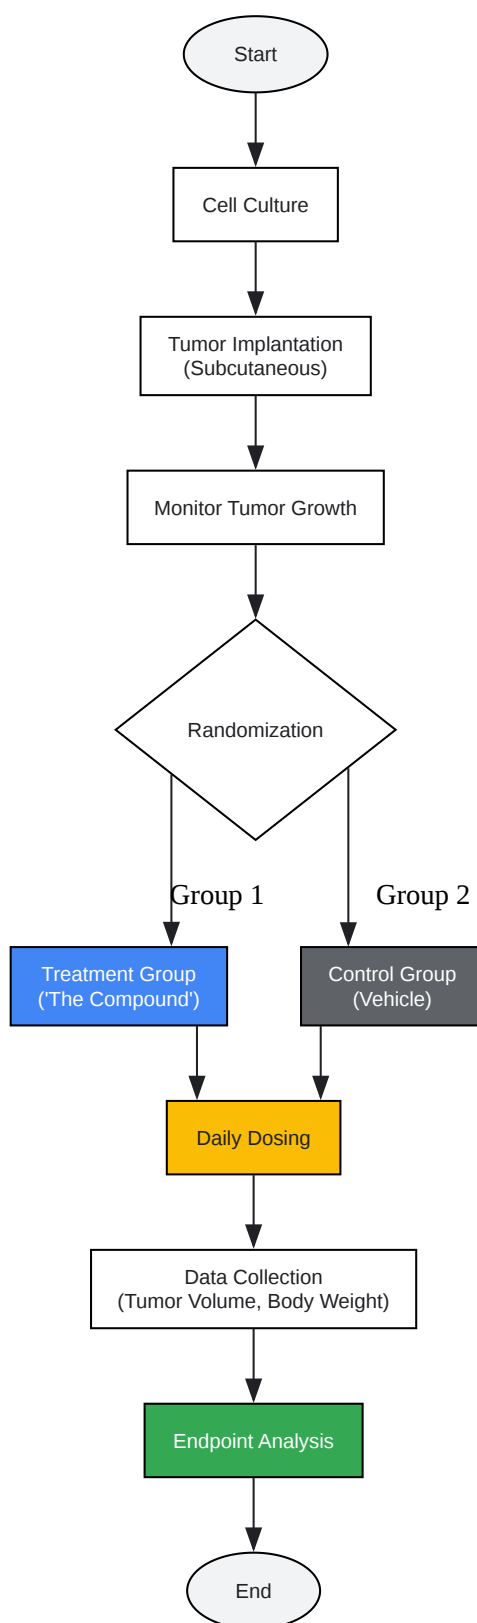 Start
Cell Culture
Tumor Implantation
(Subcutaneous)
Monitor Tumor Growth
Randomization
Group 1
Group 2
Treatment Group
('The Compound')
Control Group
(Vehicle)
Daily Dosing
Data Collection
(Tumor Volume, Body Weight)
Endpoint Analysis
End